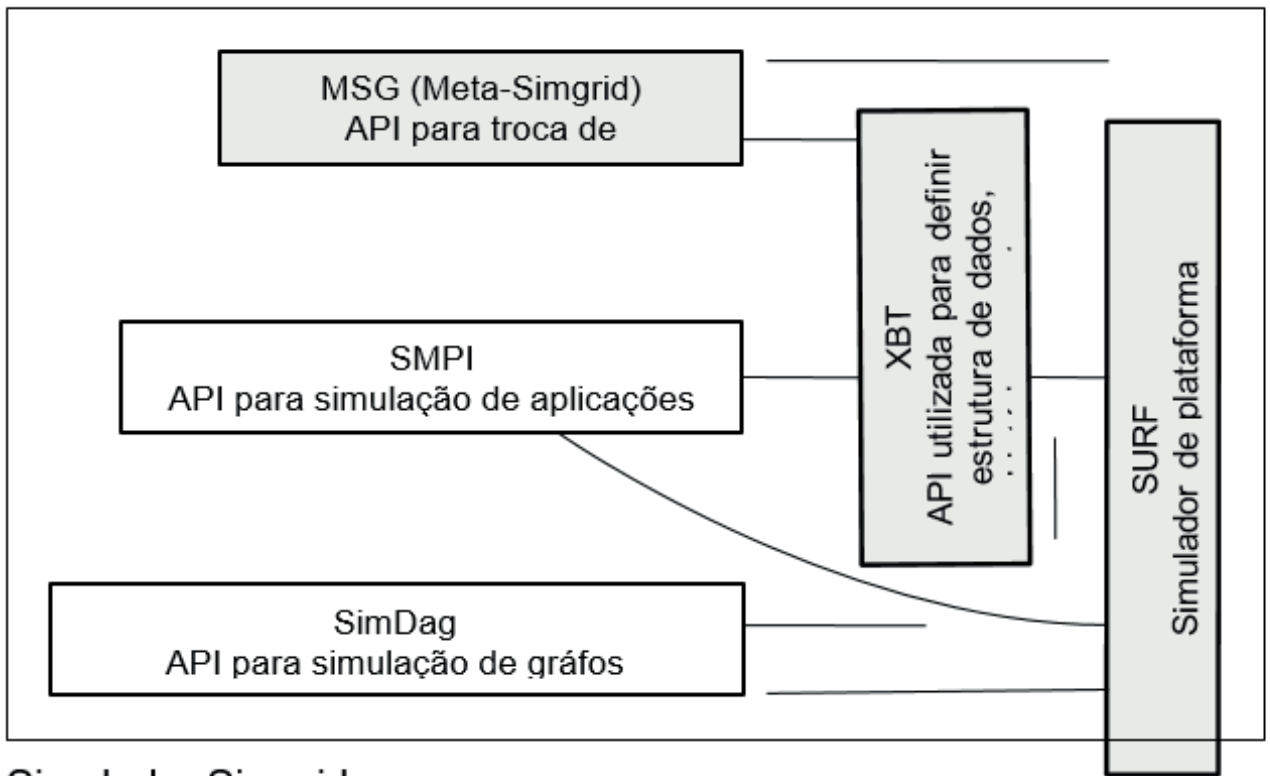 MSG (Meta-Simgrid)
API para troca de
XBT
API utilizada para definir
estrutura de dados,
SMPI
API para simulação de aplicações
SURF
Simulador de plataforma
SimDag
API para simulação de gráfos